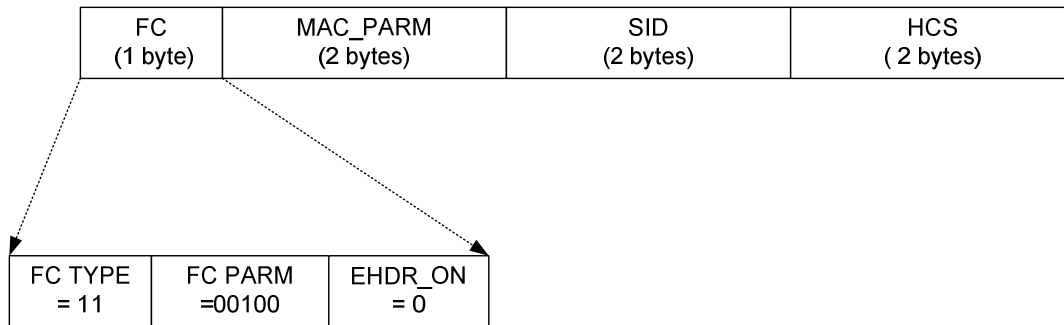 FC
(1 byte)
MAC_PARM
(2 bytes)
SID
(2 bytes)
HCS
( 2 bytes)
FC TYPE
= 11
FC PARM
=00100
EHDR_ON
= 0